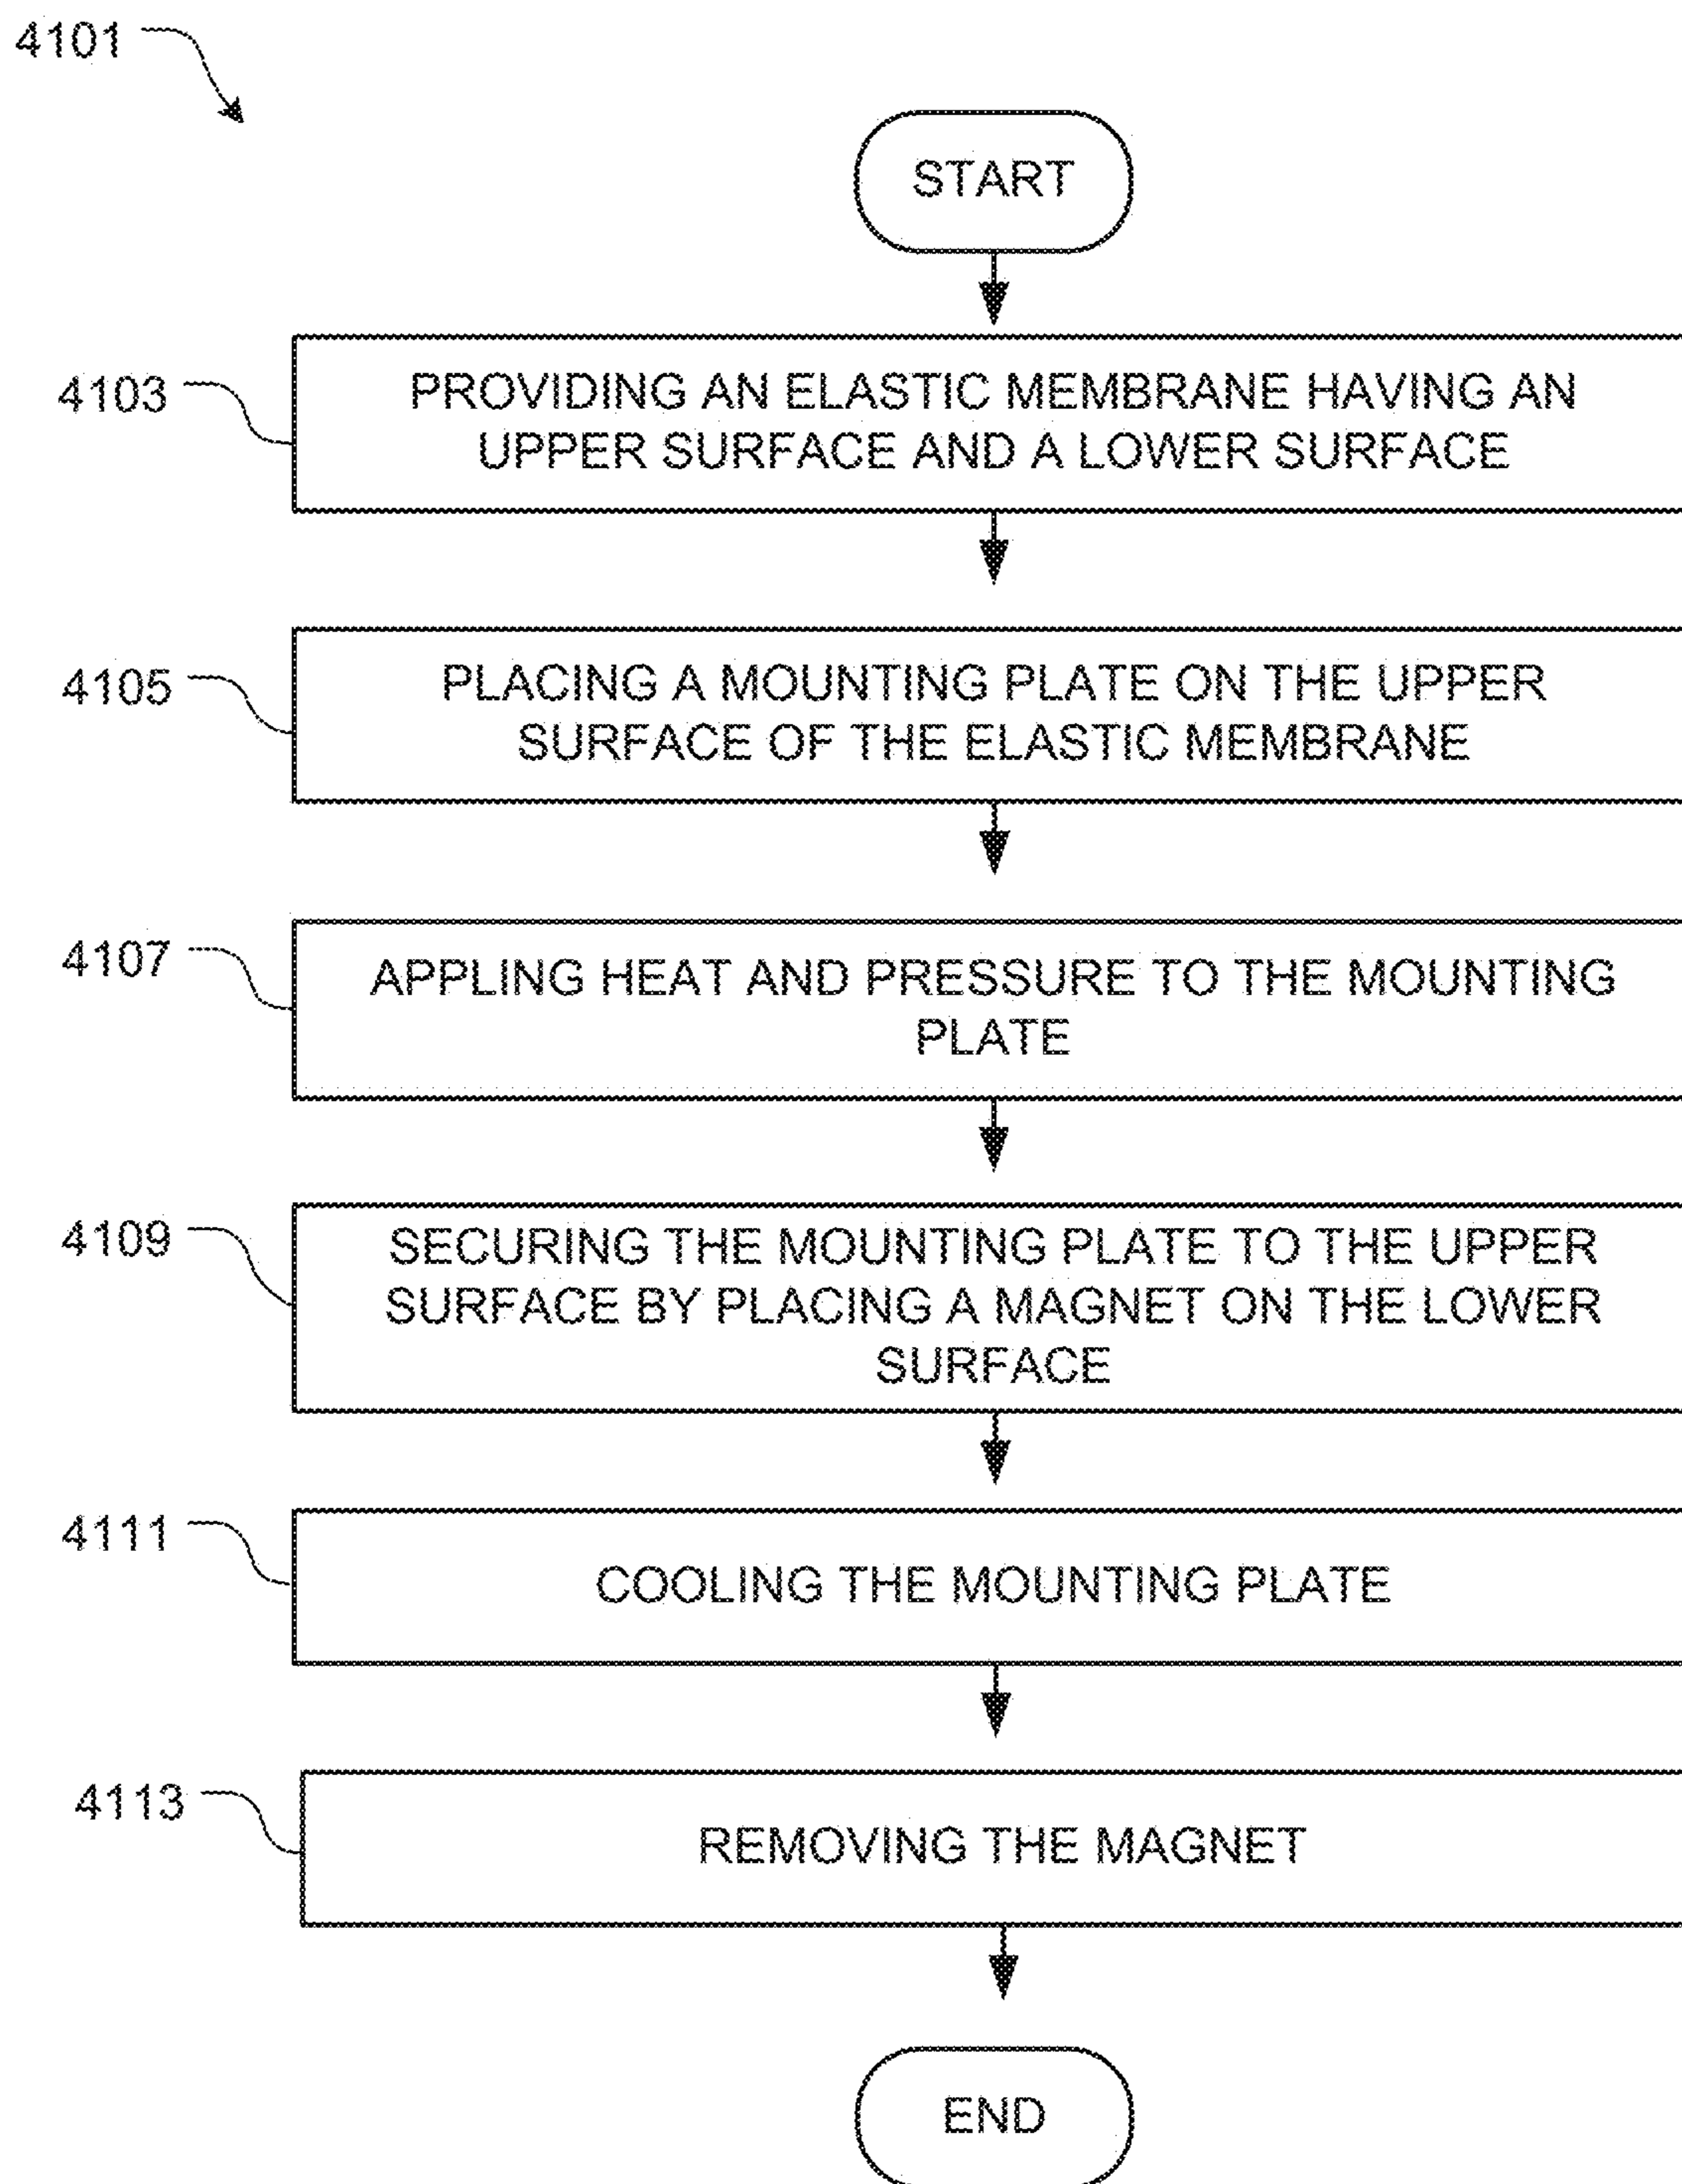 4101
START
4103
PROVIDING AN ELASTIC MEMBRANE HAVING AN
UPPER SURFACE AND A LOWER SURFACE
4105
PLACING A MOUNTING PLATE ON THE UPPER
SURFACE OF THE ELASTIC MEMBRANE
4107
APPLING HEAT AND PRESSURE TO THE MOUNTING
PLATE
4109
SECURING THE MOUNTING PLATE TO THE UPPER
SURFACE BY PLACING A MAGNET ON THE LOWER
SURFACE
4111
COOLING THE MOUNTING PLATE
4113
REMOVING THE MAGNET
END